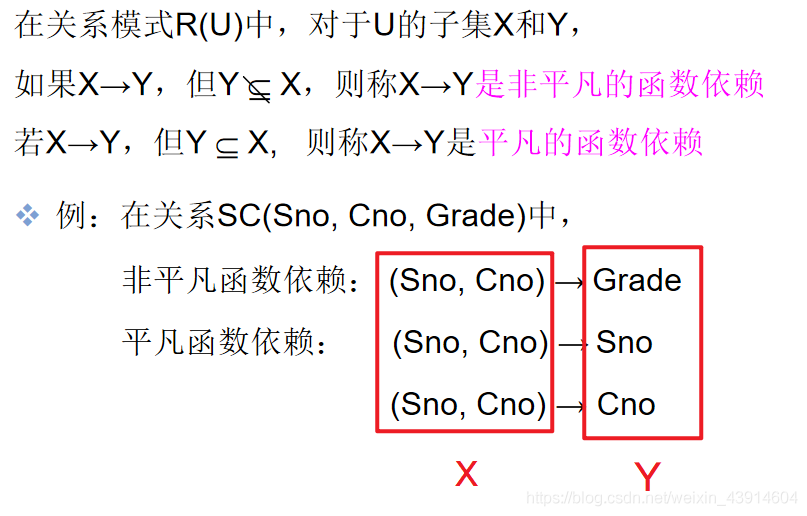 在关系模式R(U)中，对于U的子集X和Y，
如果X→Y，但Y ⊈ X，则称X→Y是非平凡的函数依赖
若X→Y，但Y ⊆ X, 则称X→Y是平凡的函数依赖
❖ 例：在关系SC(Sno, Cno, Grade)中，
非平凡函数依赖： (Sno, Cno) → Grade
平凡函数依赖： (Sno, Cno) → Sno
(Sno, Cno) → Cno
X Y
https://blog.csdn.net/weixin_43914604